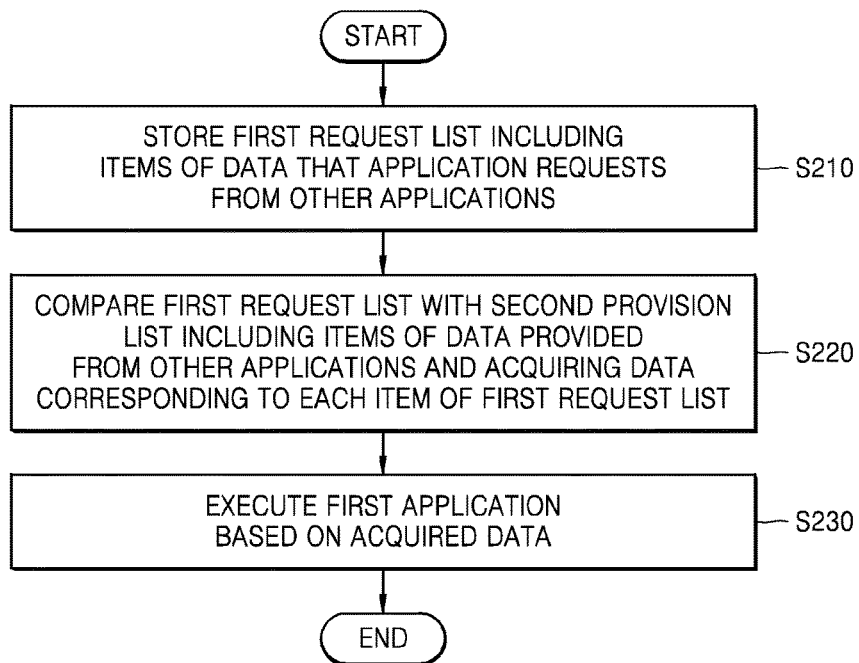 START
STORE FIRST REQUEST LIST INCLUDING
ITEMS OF DATA THAT APPLICATION REQUESTS
FROM OTHER APPLICATIONS
S210
COMPARE FIRST REQUEST LIST WITH SECOND PROVISION
LIST INCLUDING ITEMS OF DATA PROVIDED
FROM OTHER APPLICATIONS AND ACQUIRING DATA
CORRESPONDING TO EACH ITEM OF FIRST REQUEST LIST
S220
EXECUTE FIRST APPLICATION
BASED ON ACQUIRED DATA
S230
END